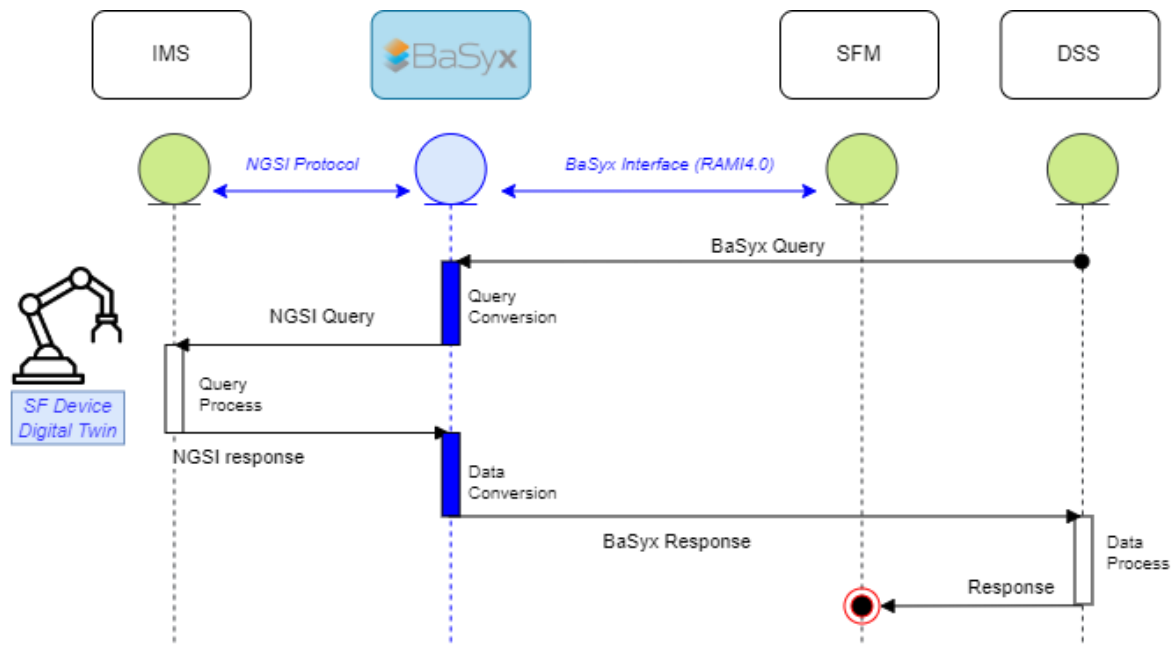 IMS
BaSyx
SFM
DSS
NGSI Protocol
BaSyx Interface (RAMI4.0)
BaSyx Query
Query
Conversion
NGSI Query
Query
Process
SF Device
Digital Twin
NGSI response
Data
Conversion
BaSyx Response
Data
Process
Response